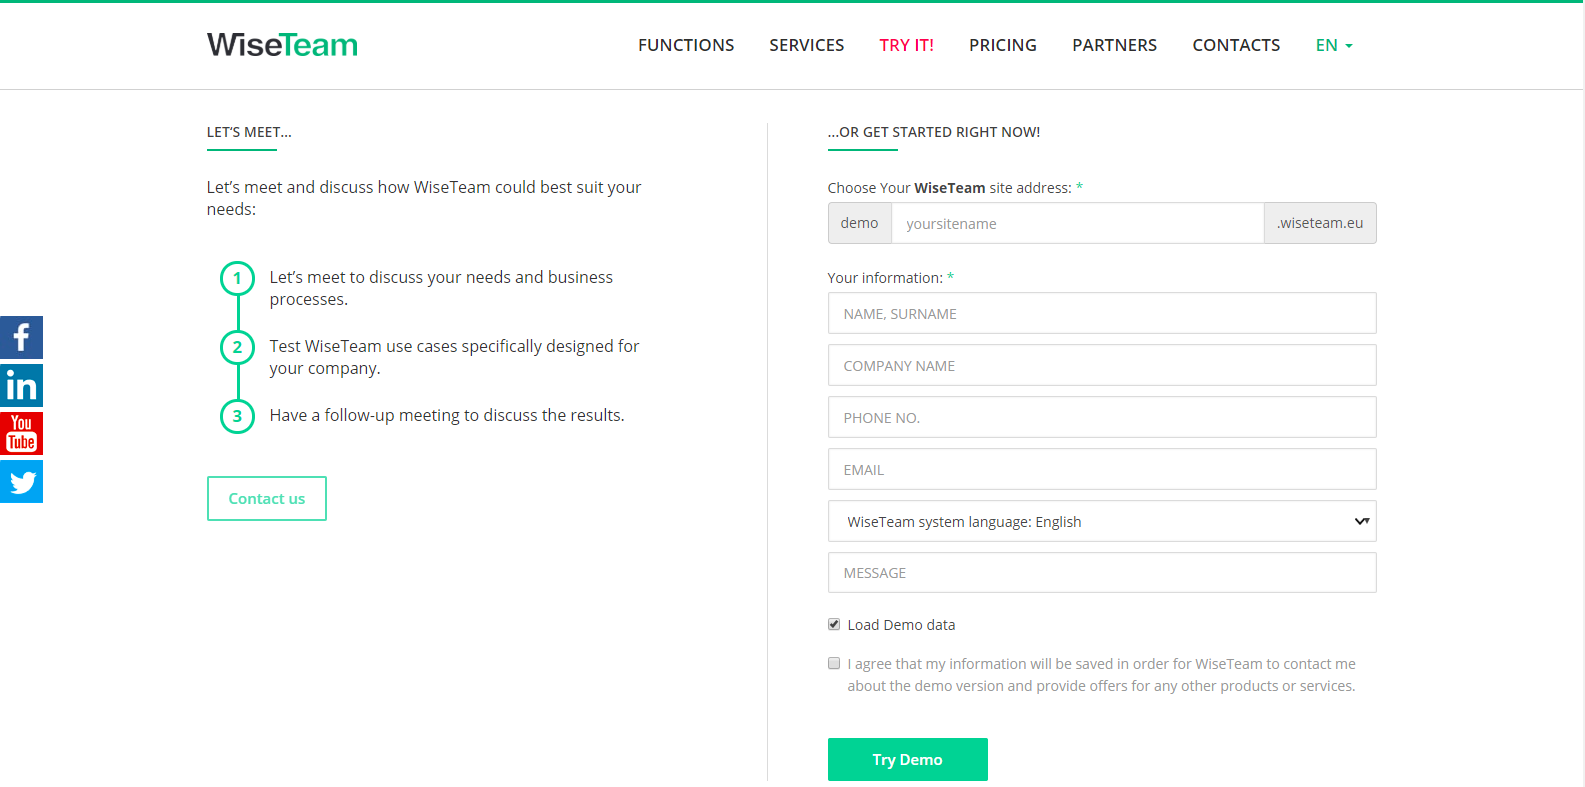 WiseTeam
FUNCTIONS
SERVICES
TRY IT!
PRICING
PARTNERS
CONTACTS
EN
LET'S MEET...
Let's meet and discuss how WiseTeam could best suit your
needs:
1
Let's meet to discuss your needs and business
processes.
2
Test WiseTeam use cases specifically designed for
your company.
3
Have a follow-up meeting to discuss the results.
Contact us
...OR GET STARTED RIGHT NOW!
Choose Your WiseTeam site address: *
demo
yoursitename
.wiseteam.eu
Your information: *
NAME, SURNAME
COMPANY NAME
PHONE NO.
EMAIL
WiseTeam system language: English
MESSAGE
Load Demo data
I agree that my information will be saved in order for WiseTeam to contact me
about the demo version and provide offers for any other products or services.
Try Demo
f
in
You
Tube